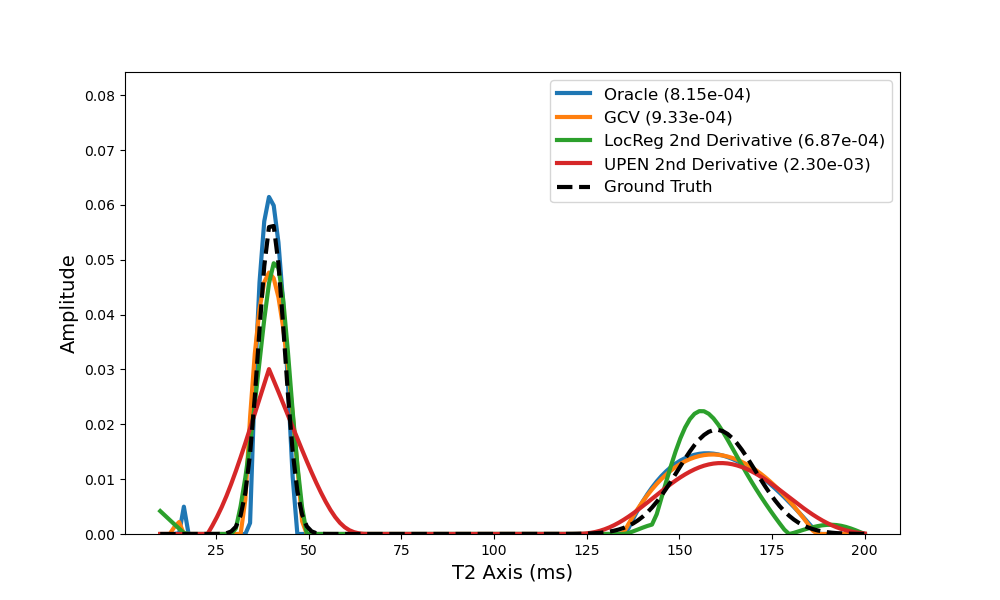 Oracle (8.15e-04)
GCV (9.33e-04)
LocReg 2nd Derivative (6.87e-04)
UPEN 2nd Derivative (2.30e-03)
Ground Truth
Amplitude
0.08
0.07
0.06
0.05
0.04
0.03
0.02
0.01
0.00
25 50 75 100 125 150 175 200
T2 Axis (ms)